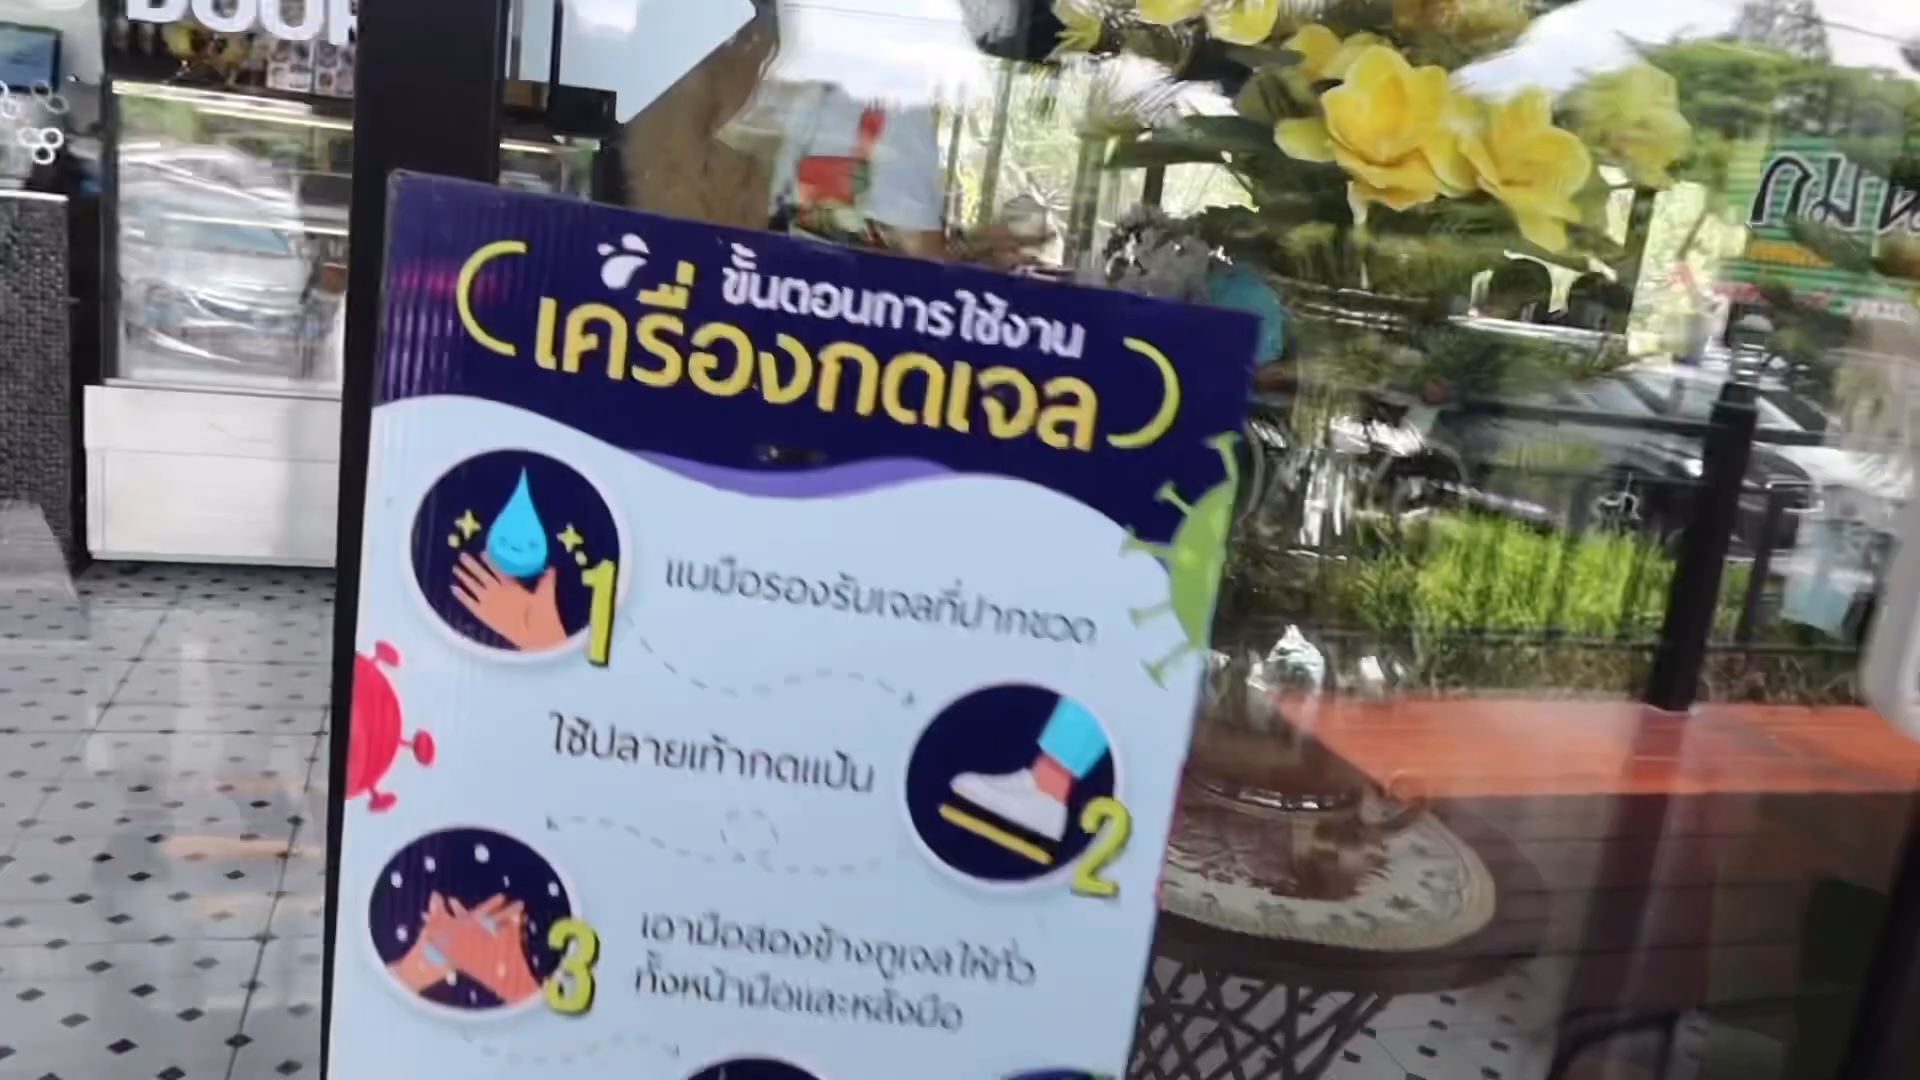 ขั้นตอนการใช้งาน
เครื่องกดเจล
1
แบมือรองรับเจลที่ปากขวด
ใช้ปลายเท้ากดแป้น
2
3
เอามือสองข้างถูเจลให้ทั่ว
ทั้งหน้ามือและหลังมือ